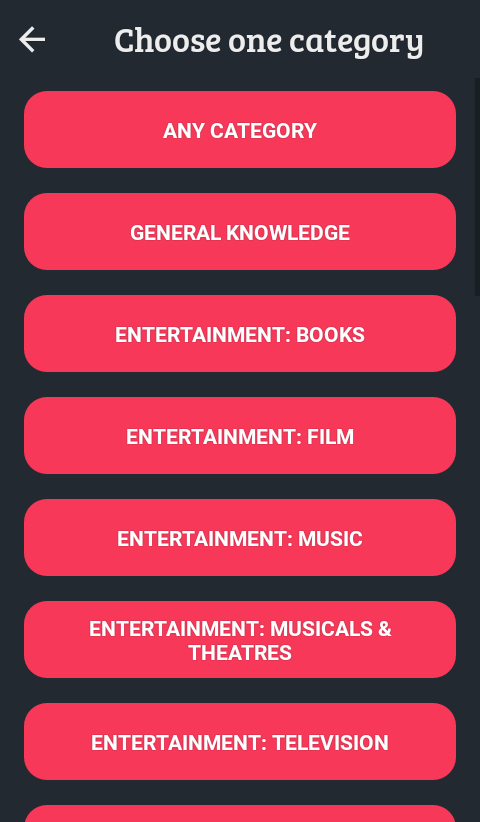 Choose one category
ANY CATEGORY
GENERAL KNOWLEDGE
ENTERTAINMENT: BOOKS
ENTERTAINMENT: FILM
ENTERTAINMENT: MUSIC
ENTERTAINMENT: MUSICALS &
THEATRES
ENTERTAINMENT: TELEVISION